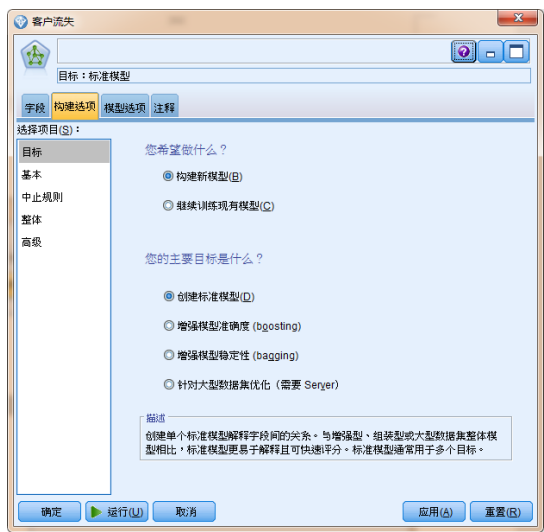 客户流失
目标：标准模型
字段 构建选项 模型选项 注释
选择项目(S)：
目标
基本
中止规则
整体
高级
您希望做什么？
构建新模型(B)
继续训练现有模型(C)
您的主要目标是什么？
创建标准模型(D)
增强模型准确度 (boosting)
增强模型稳定性 (bagging)
针对大型数据集优化（需要 Server）
描述
创建单个标准模型解释字段间的关系。与增强型、组装型或大型数据集整体模
型相比，标准模型更易于解释且可快速评分。标准模型通常用于多个目标。
确定 运行(U) 取消 应用(A) 重置(R)